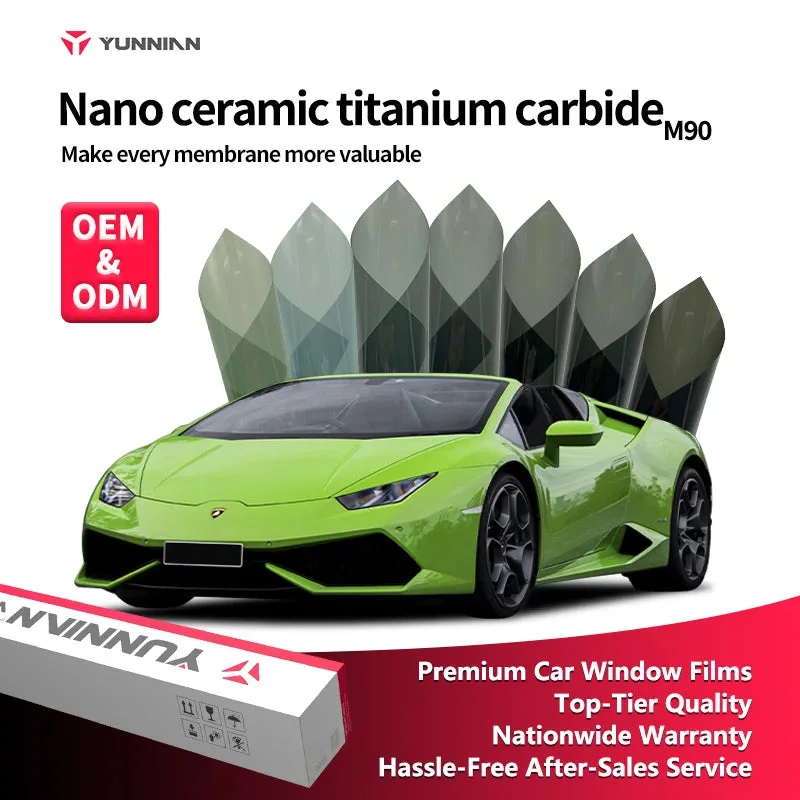 YUNNIAN
Nano ceramic titanium carbide M90
Make every membrane more valuable
OEM
&
ODM
YUNNIAN
Premium Car Window Films
Top-Tier Quality
Nationwide Warranty
Hassle-Free After-Sales Service